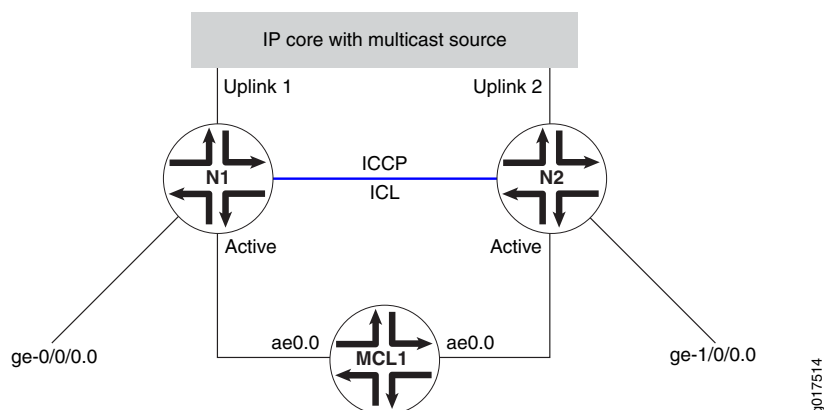 IP core with multicast source
Uplink 1
Uplink 2
N1
ICCP
ICL
N2
Active
Active
ge-0/0/0.0
ae0.0
MCL1
ae0.0
ge-1/0/0.0
g017514